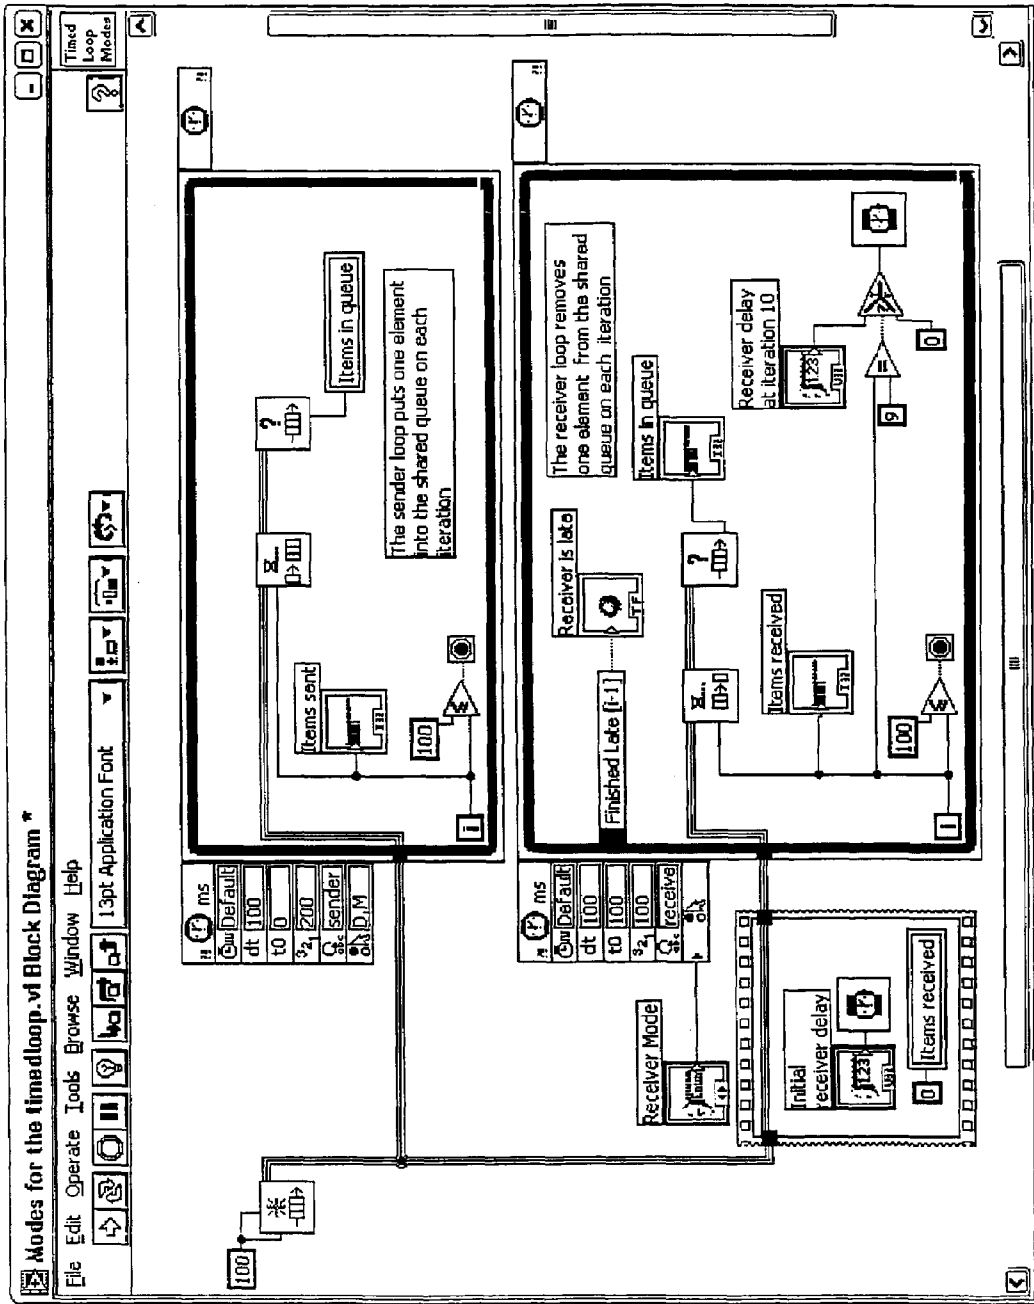 Modes for the timedloop.vi Block Diagram *
File Edit Operate Tools Browse Window Help
13pt Application Font
Timed
Loop
Modes
100
ms
Default
dt 100
t0 0
200
sender
D,M
Items sent
100
i
Items in queue
The sender loop puts one element
into the shared queue on each
iteration
Receiver Mode
ms
Default
dt 100
t0 100
100
receive
Finished Late [i-1]
Receiver is late
The receiver loop removes
one element from the shared
queue on each iteration
Items in queue
Items received
100
i
Receiver delay
at iteration 10
123
9
0
Initial
receiver delay
123
0
Items received